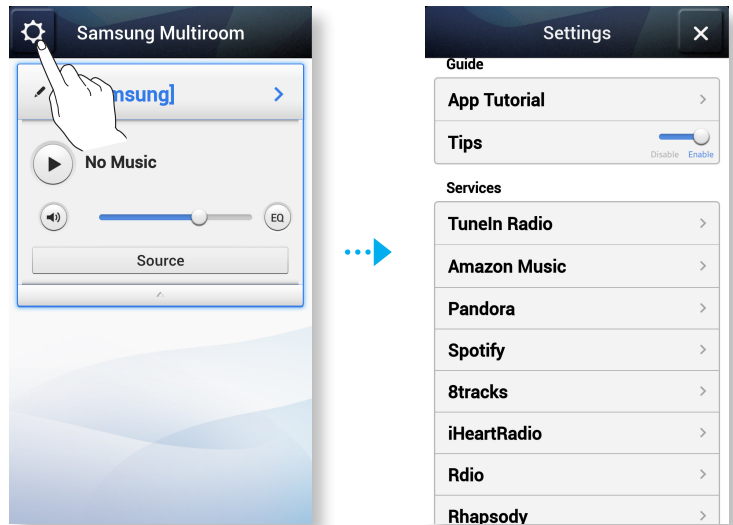 Samsung Multiroom
msung]
No Music
EQ
Source
Settings
Guide
App Tutorial
Tips
Disable Enable
Services
TuneIn Radio
Amazon Music
Pandora
Spotify
8tracks
iHeartRadio
Rdio
Rhapsody